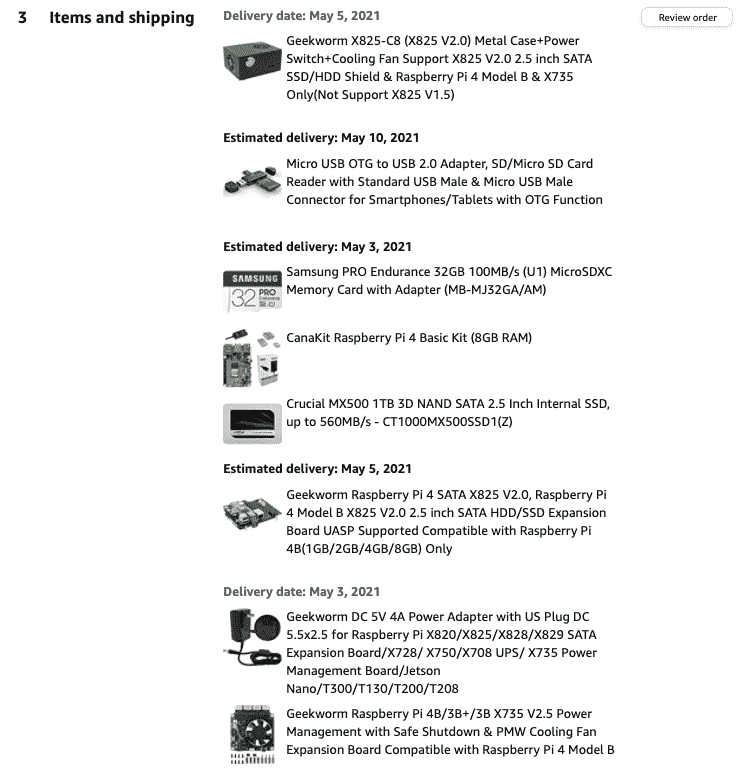 3 Items and shipping
Review order
Delivery date: May 5, 2021
Geekworm X825-C8 (X825 V2.0) Metal Case+Power
Switch+Cooling Fan Support X825 V2.0 2.5 inch SATA
SSD/HDD Shield & Raspberry Pi 4 Model B & X735
Only(Not Support X825 V1.5)
Estimated delivery: May 10, 2021
Micro USB OTG to USB 2.0 Adapter, SD/Micro SD Card
Reader with Standard USB Male & Micro USB Male
Connector for Smartphones/Tablets with OTG Function
Estimated delivery: May 3, 2021
SAMSUNG
32 PRO
Endurance
Samsung PRO Endurance 32GB 100MB/s (U1) MicroSDXC
Memory Card with Adapter (MB-MJ32GA/AM)
CanaKit Raspberry Pi 4 Basic Kit (8GB RAM)
Crucial MX500 1TB 3D NAND SATA 2.5 Inch Internal SSD,
up to 560MB/s - CT1000MX500SSD1(Z)
Estimated delivery: May 5, 2021
Geekworm Raspberry Pi 4 SATA X825 V2.0, Raspberry Pi
4 Model B X825 V2.0 2.5 inch SATA HDD/SSD Expansion
Board UASP Supported Compatible with Raspberry Pi
4B(1GB/2GB/4GB/8GB) Only
Delivery date: May 3, 2021
Geekworm DC 5V 4A Power Adapter with US Plug DC
5.5x2.5 for Raspberry Pi X820/X825/X828/X829 SATA
Expansion Board/X728/ X750/X708 UPS/ X735 Power
Management Board/Jetson
Nano/T300/T130/T200/T208
Geekworm Raspberry Pi 4B/3B+/3B X735 V2.5 Power
Management with Safe Shutdown & PMW Cooling Fan
Expansion Board Compatible with Raspberry Pi 4 Model B